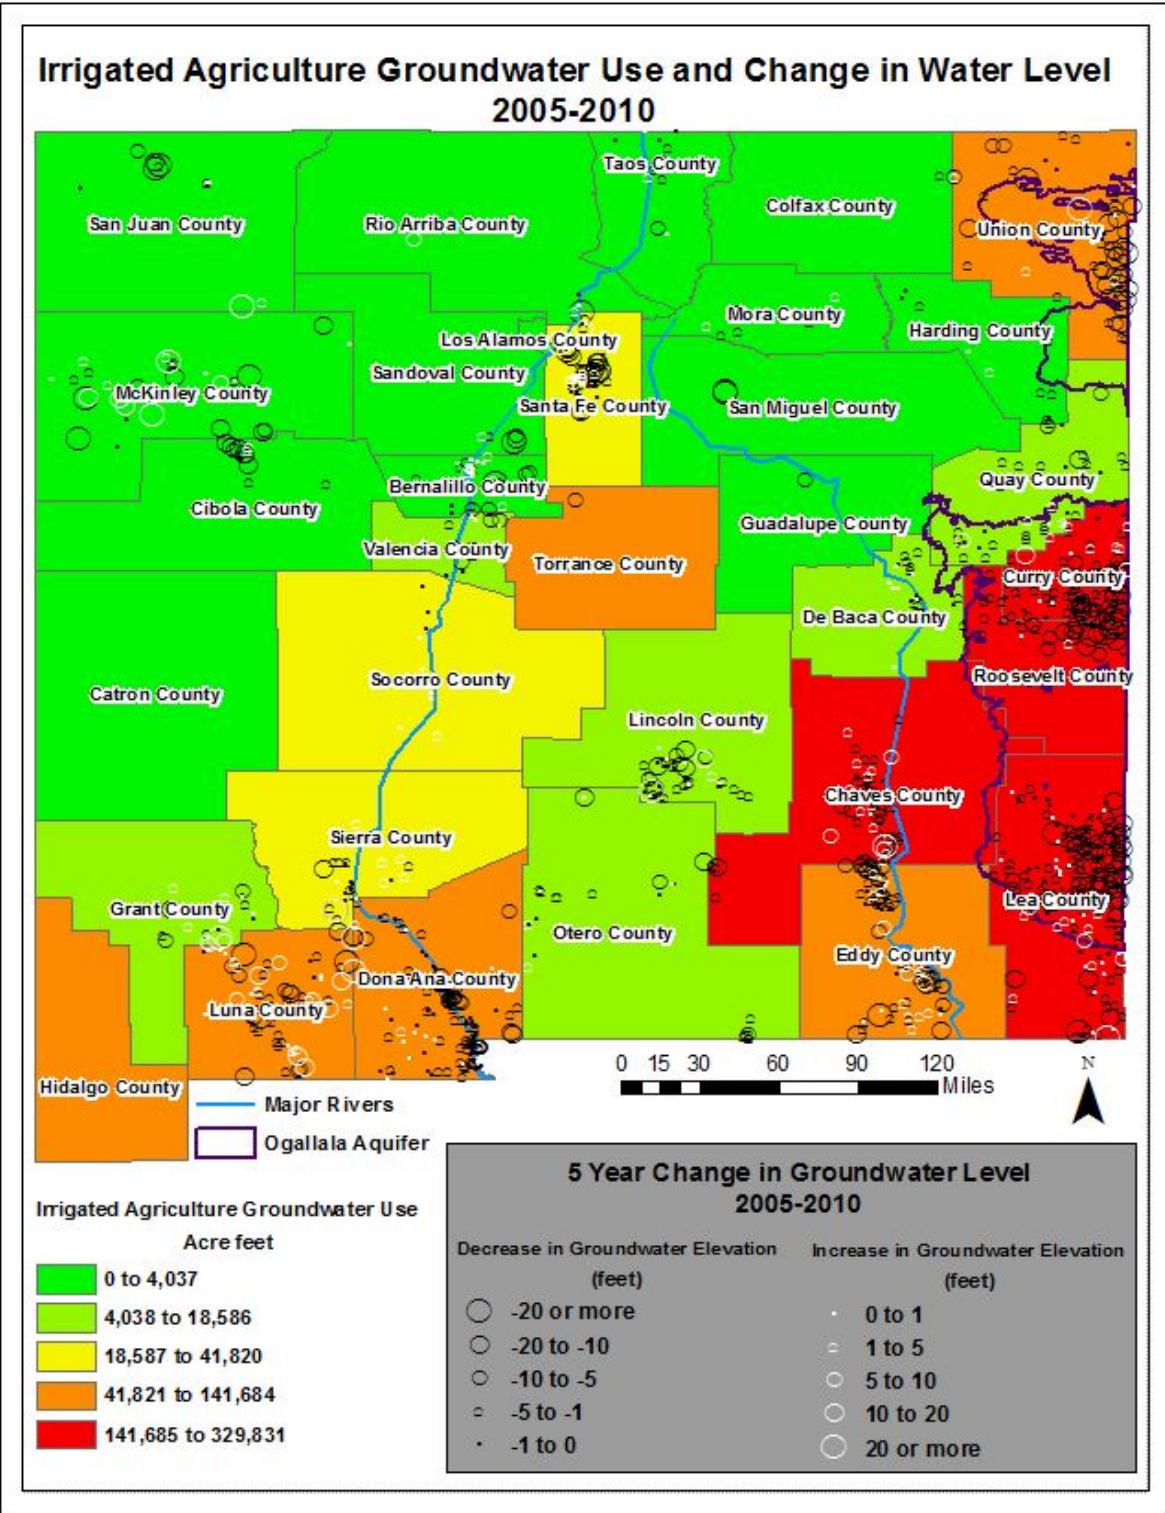 Irrigated Agriculture Groundwater Use and Change in Water Level
2005-2010
Taos County
San Juan County
Rio Arriba County
Colfax County
Union County
Mora County
Harding County
Los Alamos County
Sandoval County
McKinley County
Santa Fe County
San Miguel County
Quay County
Bernalillo County
Cibola County
Guadalupe County
Valencia County
Torrance County
Curry County
De Baca County
Catron County
Socorro County
Roosevelt County
Lincoln County
Chaves County
Sierra County
Grant County
Lea County
Otero County
Eddy County
Dona Ana County
Luna County
Hidalgo County
0 15 30 60 90 120
Miles
N
Major Rivers
Ogallala Aquifer
Irrigated Agriculture Groundwater Use
Acre feet
0 to 4,037
4,038 to 18,586
18,587 to 41,820
41,821 to 141,684
141,685 to 329,831
5 Year Change in Groundwater Level
2005-2010
Decrease in Groundwater Elevation
(feet)
-20 or more
-20 to -10
-10 to -5
-5 to -1
-1 to 0
Increase in Groundwater Elevation
(feet)
0 to 1
1 to 5
5 to 10
10 to 20
20 or more